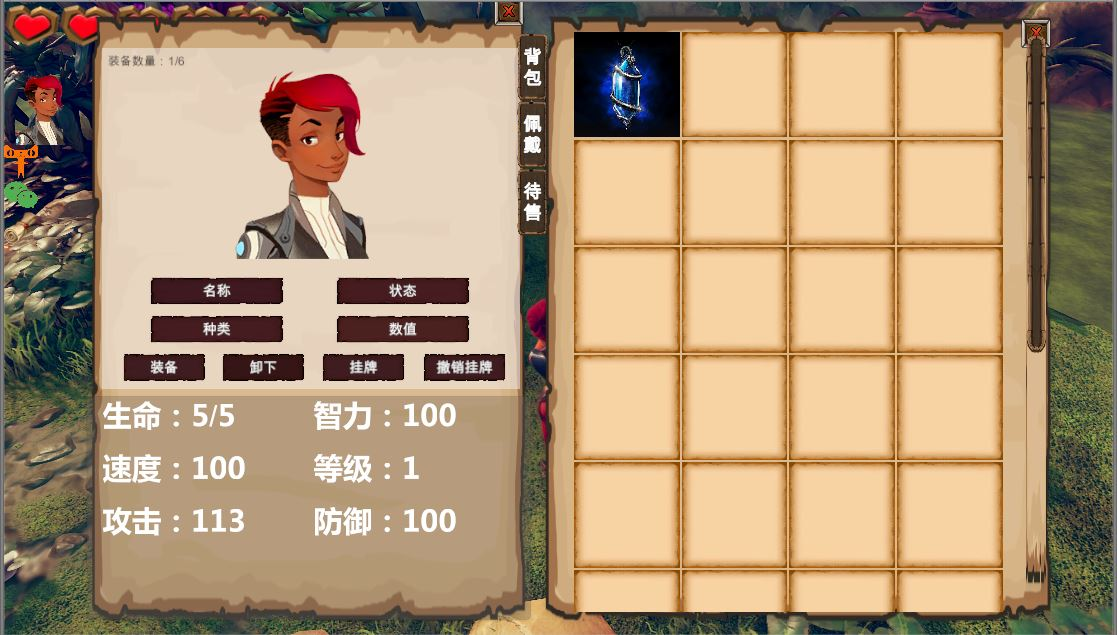 装备数量：1/6
背包
佩戴
待售
名称
状态
种类
数值
装备
卸下
挂牌
撤销挂牌
生命：5/5
智力：100
速度：100
等级：1
攻击：113
防御：100